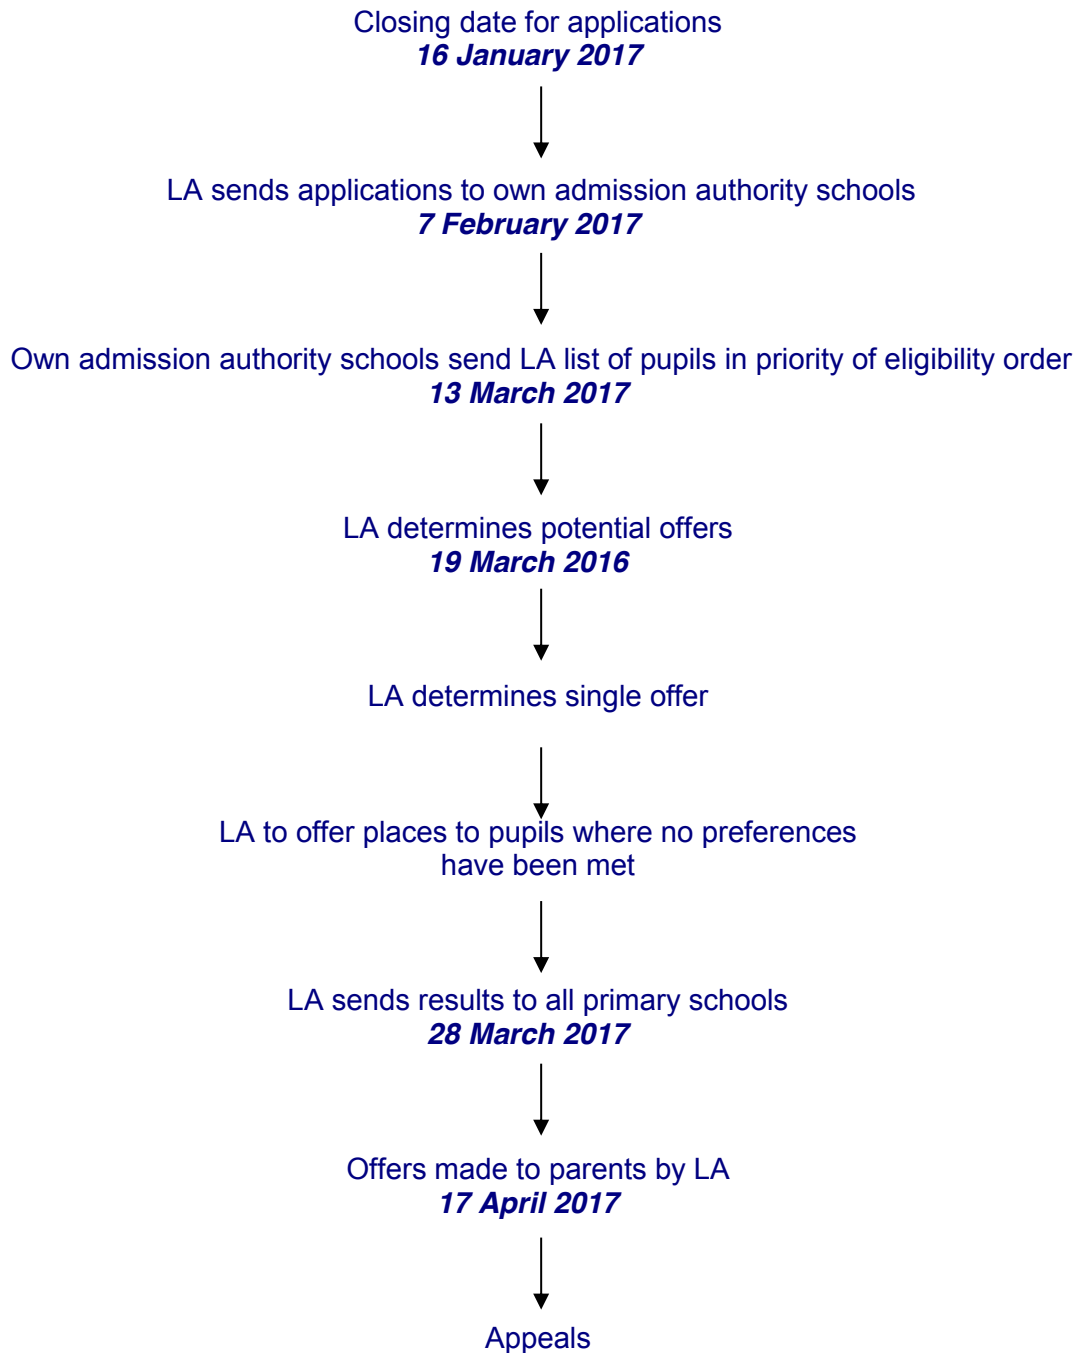 Closing date for applications
16 January 2017
LA sends applications to own admission authority schools
7 February 2017
Own admission authority schools send LA list of pupils in priority of eligibility order
13 March 2017
LA determines potential offers
19 March 2016
LA determines single offer
LA to offer places to pupils where no preferences
have been met
LA sends results to all primary schools
28 March 2017
Offers made to parents by LA
17 April 2017
Appeals